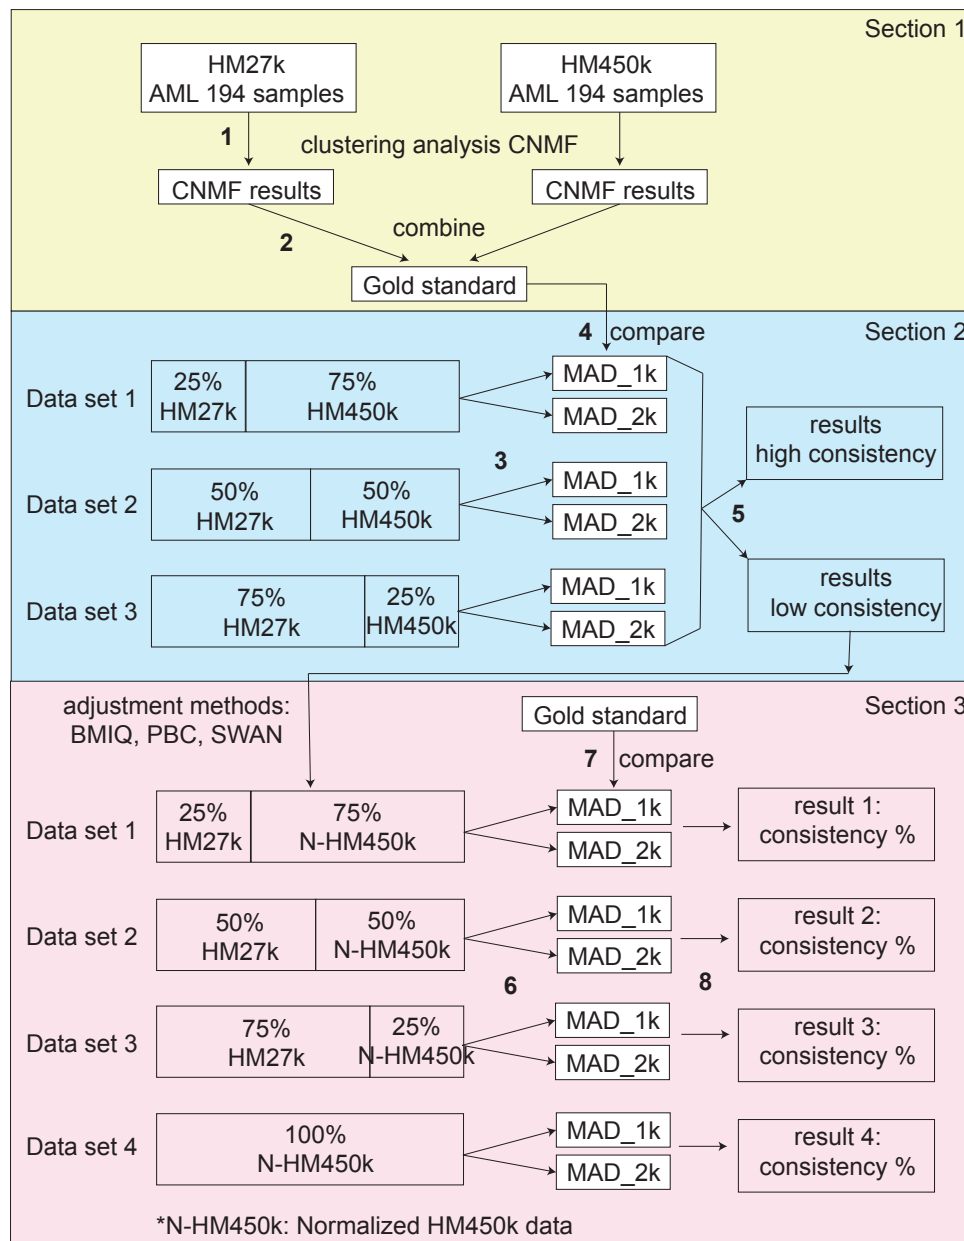 Section 1
HM27k
AML 194 samples
HM450k
AML 194 samples
1
clustering analysis CNMF
CNMF results
CNMF results
2
combine
Gold standard
Section 2
4 compare
Data set 1
25%
HM27k
75%
HM450k
MAD_1k
MAD_2k
results
high consistency
3
Data set 2
50%
HM27k
50%
HM450k
MAD_1k
MAD_2k
5
Data set 3
75%
HM27k
25%
HM450k
MAD_1k
MAD_2k
results
low consistency
Section 3
adjustment methods:
BMIQ, PBC, SWAN
Gold standard
7 compare
Data set 1
25%
HM27k
75%
N-HM450k
MAD_1k
MAD_2k
result 1:
consistency %
Data set 2
50%
HM27k
50%
N-HM450k
MAD_1k
MAD_2k
result 2:
consistency %
6
8
Data set 3
75%
HM27k
25%
N-HM450k
MAD_1k
MAD_2k
result 3:
consistency %
Data set 4
100%
N-HM450k
MAD_1k
MAD_2k
result 4:
consistency %
*N-HM450k: Normalized HM450k data